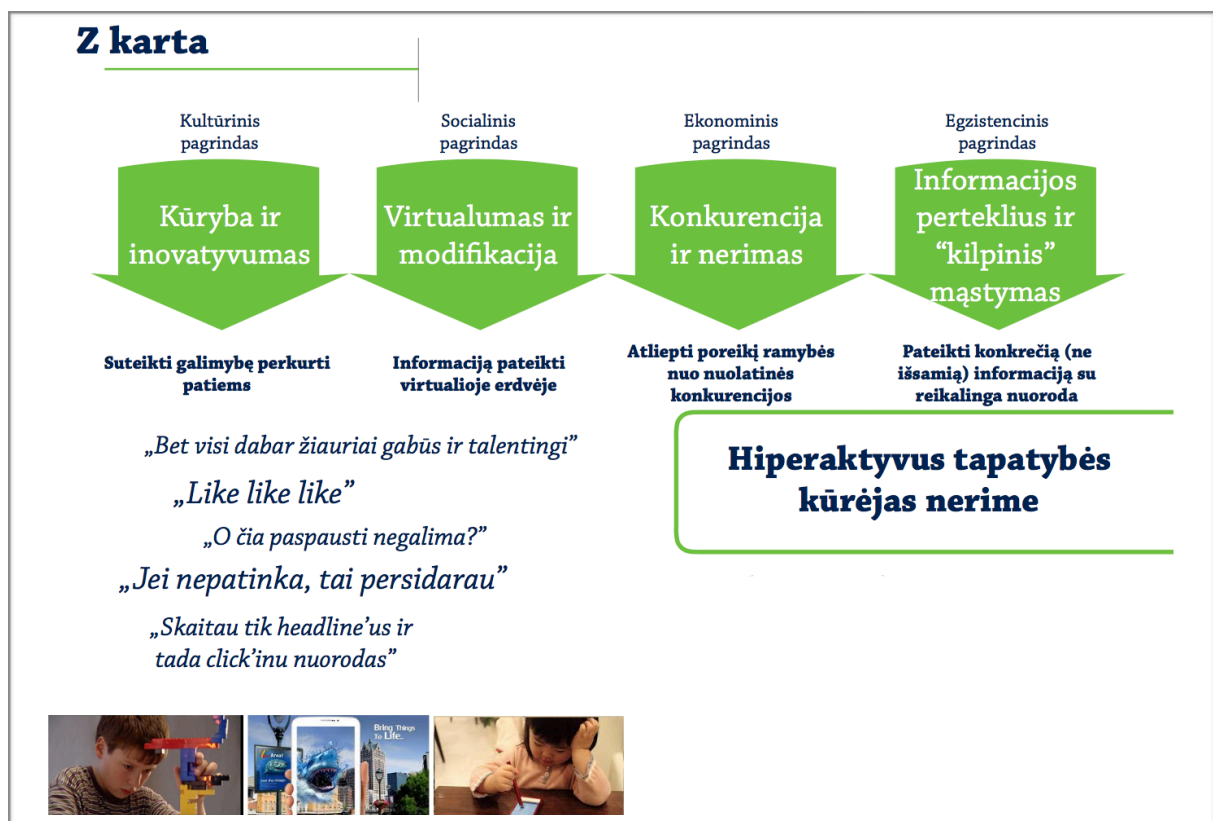 Z karta
Kultūrinis
pagrindas
Kūryba ir
inovatyvumas
Suteikti galimybę perkurti
patiems
Socialinis
pagrindas
Virtualumas ir
modifikacija
Informaciją pateikti
virtualioje erdvėje
Ekonominis
pagrindas
Konkurencija
ir nerimas
Atliepti poreikį ramybės
nuo nuolatinės
konkurencijos
Egzistencinis
pagrindas
Informacijos
perteklius ir
“kilpinis”
mąstymas
Pateikti konkrečią (ne
išsamią) informaciją su
reikalinga nuoroda
„Bet visi dabar žiauriai gabūs ir talentingi”
„Like like like”
„O čia paspausti negalima?”
„Jei nepatinka, tai persidarau”
„Skaitau tik headline’us ir
tada click’inu nuorodas”
Hiperaktyvus tapatybės
kūrėjas nerime
Bring Things
To Life.